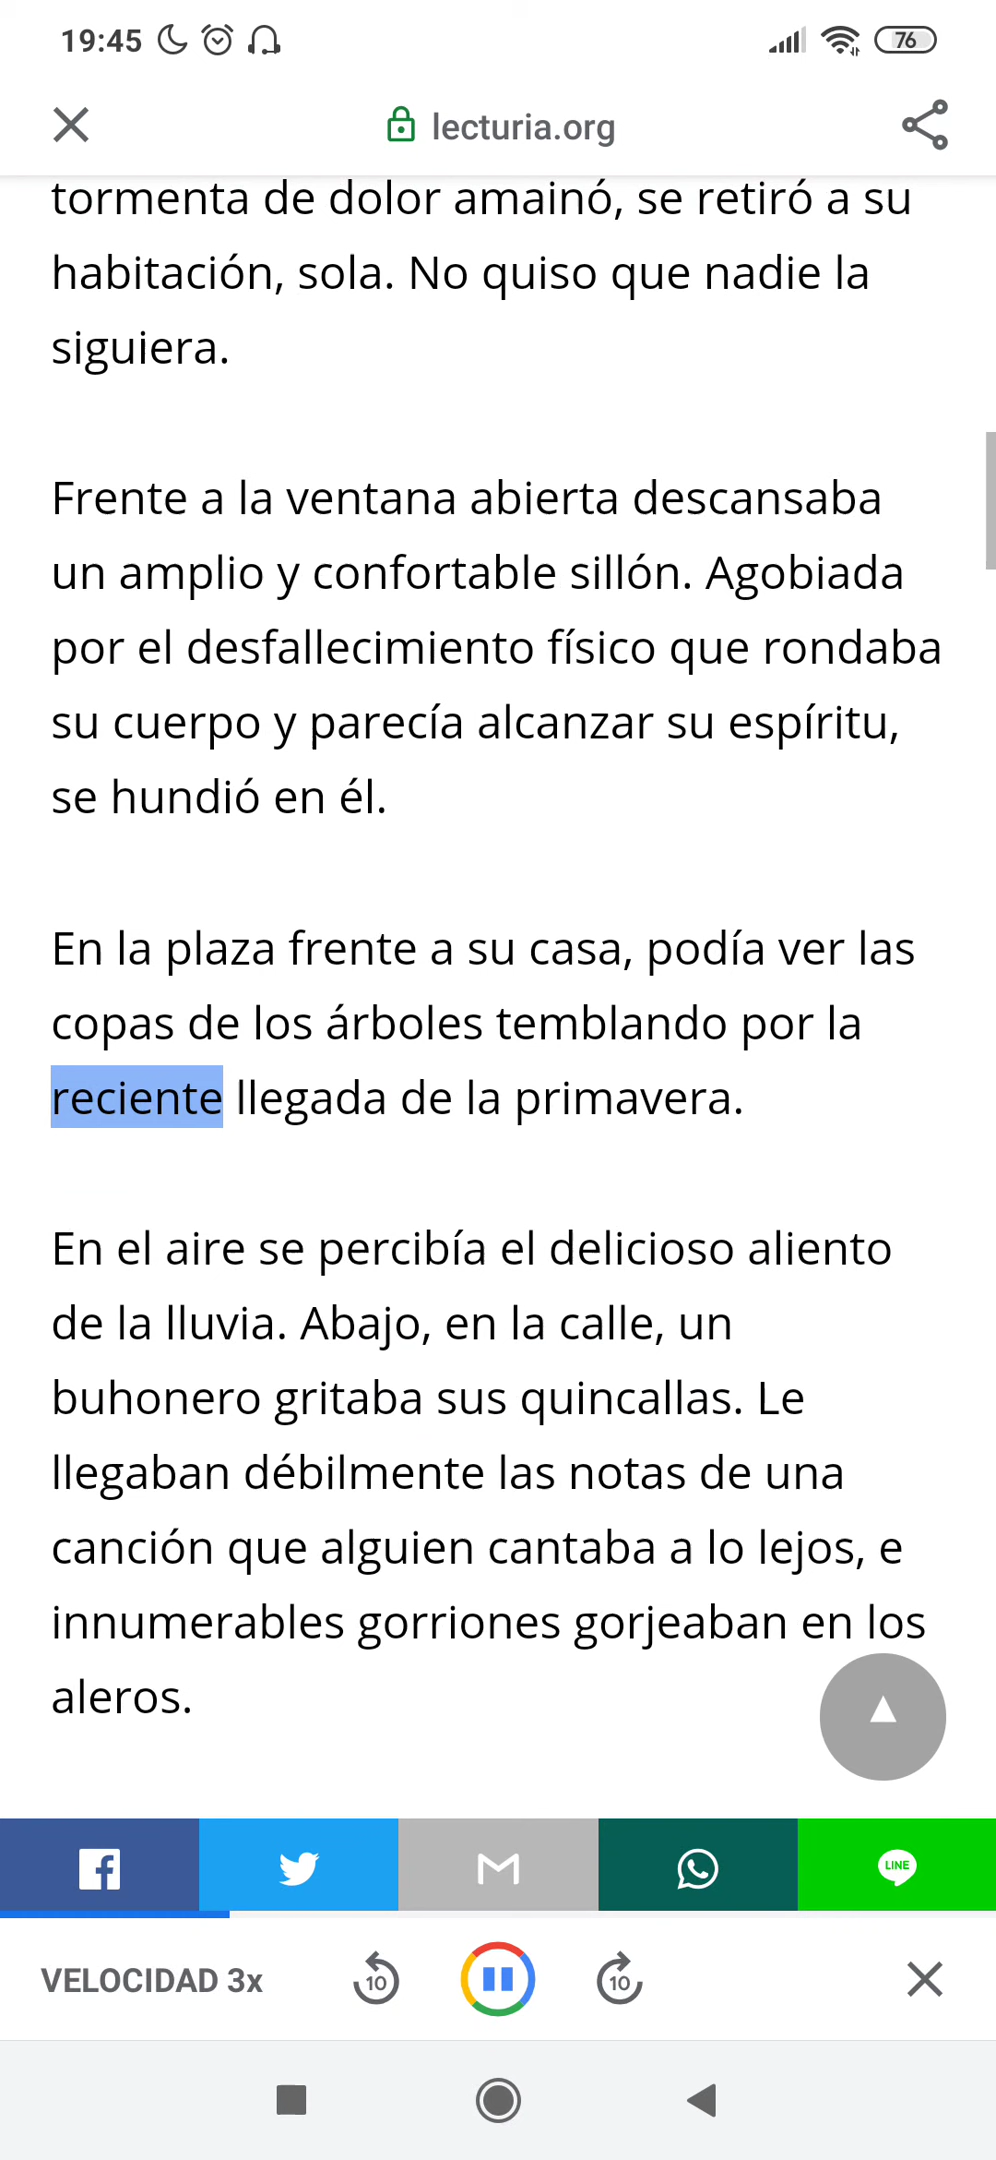 19:45
76
lecturia.org
tormenta de dolor amainó, se retiró a su
habitación, sola. No quiso que nadie la
siguiera.
Frente a la ventana abierta descansaba
un amplio y confortable sillón. Agobiada
por el desfallecimiento físico que rondaba
su cuerpo y parecía alcanzar su espíritu,
se hundió en él.
En la plaza frente a su casa, podía ver las
copas de los árboles temblando por la
reciente llegada de la primavera.
En el aire se percibía el delicioso aliento
de la lluvia. Abajo, en la calle, un
buhonero gritaba sus quincallas. Le
llegaban débilmente las notas de una
canción que alguien cantaba a lo lejos, e
innumerables gorriones gorjeaban en los
aleros.
LINE
VELOCIDAD 3x
10
10